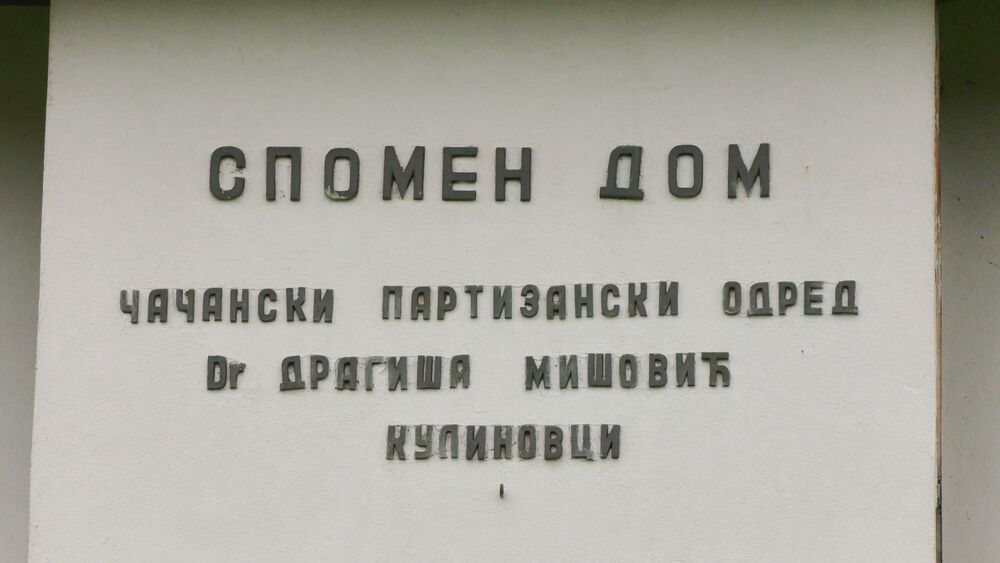 СПОМЕН ДОМ
ЧАЧАНСКИ ПАРТИЗАНСКИ ОДРЕД
Dr ДРАГИША МИШОВИЋ
КУЛИНОВЦИ